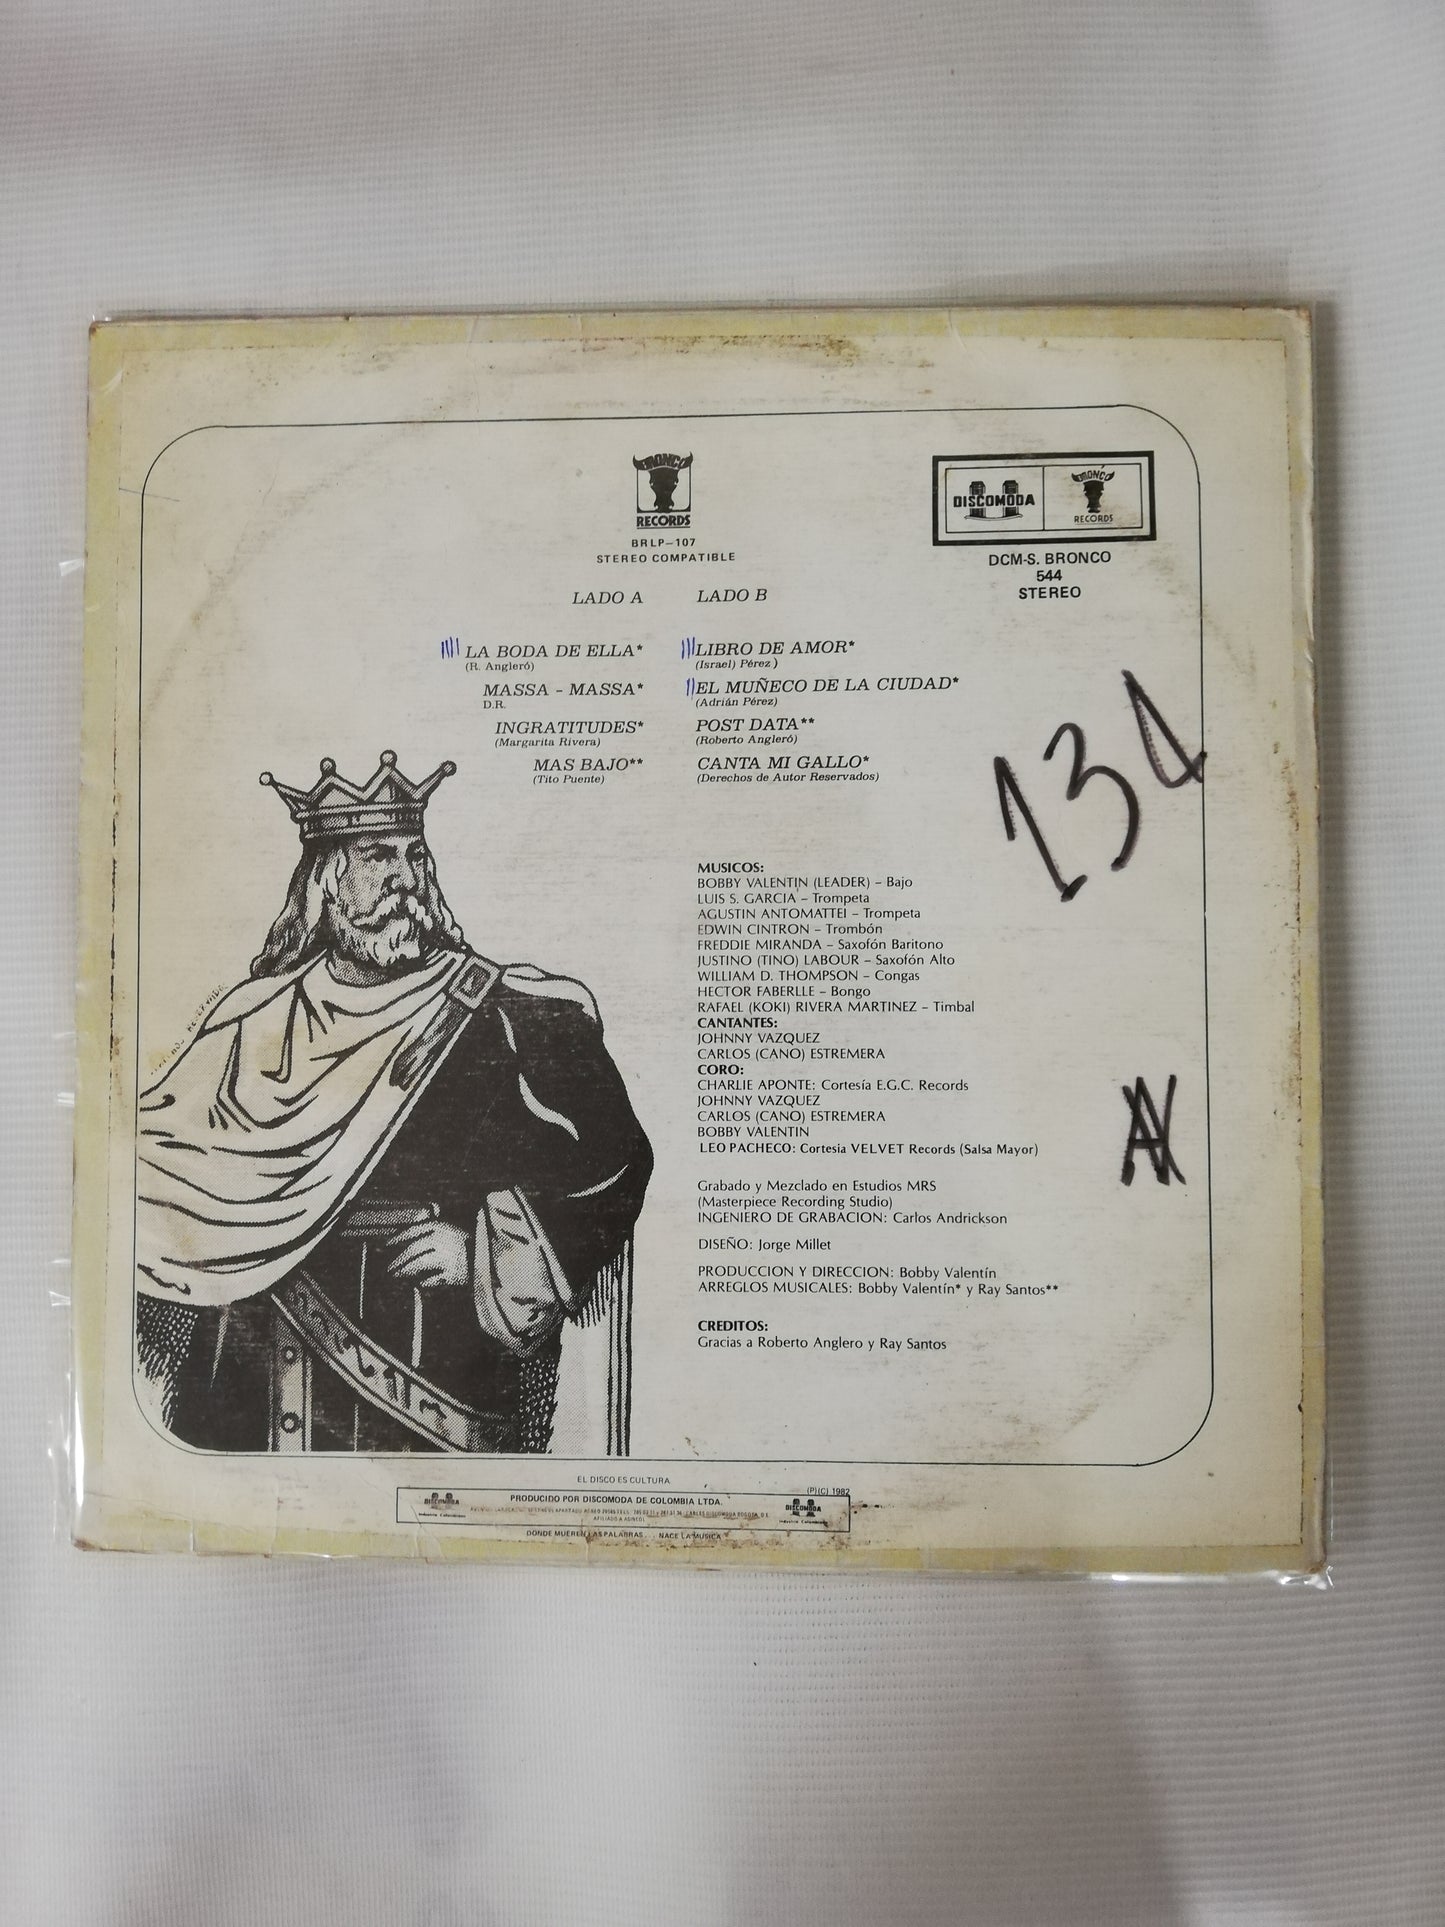 BRONCO
RECORDS
BRLP-107
STEREO COMPATIBLE
DISCOMODA
BRONCO
RECORDS
DCM-S. BRONCO
544
STEREO
LADO A
LA BODA DE ELLA*
(R. Angleró)
MASSA - MASSA*
D.R.
INGRATITUDES*
(Margarita Rivera)
MAS BAJO**
(Tito Puente)
LADO B
LIBRO DE AMOR*
(Israel) Pérez )
EL MUÑECO DE LA CIUDAD*
(Adrián Pérez)
POST DATA**
(Roberto Angleró)
CANTA MI GALLO*
(Derechos de Autor Reservados)
134
MUSICOS:
BOBBY VALENTIN (LEADER) – Bajo
LUIS S. GARCIA – Trompeta
AGUSTIN ANTOMATTEI – Trompeta
EDWIN CINTRON – Trombón
FREDDIE MIRANDA – Saxofón Baritono
JUSTINO (TINO) LABOUR – Saxofón Alto
WILLIAM D. THOMPSON – Congas
HECTOR FABERLLE – Bongo
RAFAEL (KOKI) RIVERA MARTINEZ – Timbal
CANTANTES:
JOHNNY VAZQUEZ
CARLOS (CANO) ESTREMERA
CORO:
CHARLIE APONTE: Cortesía E.G.C. Records
JOHNNY VAZQUEZ
CARLOS (CANO) ESTREMERA
BOBBY VALENTIN
LEO PACHECO: Cortesia VELVET Records (Salsa Mayor)
Grabado y Mezclado en Estudios MRS
(Masterpiece Recording Studio)
INGENIERO DE GRABACION: Carlos Andrickson
DISEÑO: Jorge Millet
PRODUCCION Y DIRECCION: Bobby Valentín
ARREGLOS MUSICALES: Bobby Valentín* y Ray Santos**
CREDITOS:
Gracias a Roberto Anglero y Ray Santos
EL DISCO ES CULTURA
(P)(C) 1982
DISCOMODA
Industria Colombiana
PRODUCIDO POR DISCOMODA DE COLOMBIA LTDA.
AFILIADO A ASINCOL
DISCOMODA
Industria Colombiana
DONDE MUEREN LAS PALABRAS . . . NACE LA MUSICA